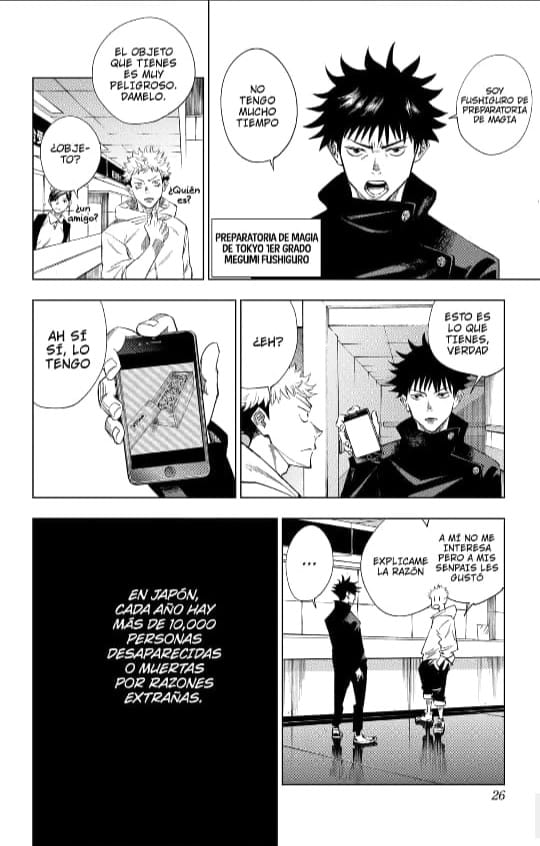 SOY
FUSHIGURO DE
PREPARATORIA
DE MAGIA
NO
TENGO
MUCHO
TIEMPO
PREPARATORIA DE MAGIA
DE TOKYO 1ER GRADO
MEGUMI FUSHIGURO
EL OBJETO
QUE TIENES
ES MUY
PELIGROSO.
DAMELO.
¿Quién
es?
¿OBJE-
TO?
¿un
amigo?
ESTO ES
LO QUE
TIENES,
VERDAD
¿EH?
AH SÍ
SÍ, LO
TENGO
A MÍ NO ME
INTERESA
PERO A MIS
SENPAIS LES
GUSTÓ
EXPLICAME
LA RAZÓN
...
EN JAPÓN,
CADA AÑO HAY
MÁS DE 10,000
PERSONAS
DESAPARECIDAS
O MUERTAS
POR RAZONES
EXTRAÑAS.
26